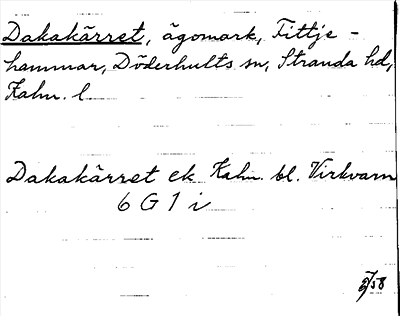 Dakakärret, ägomark, Fittje-
hammar, Döderhults sn, Stranda hd,
Kalm. l
Dakakärret ek Kalm. bl. Virkvarn
6 G 1 i